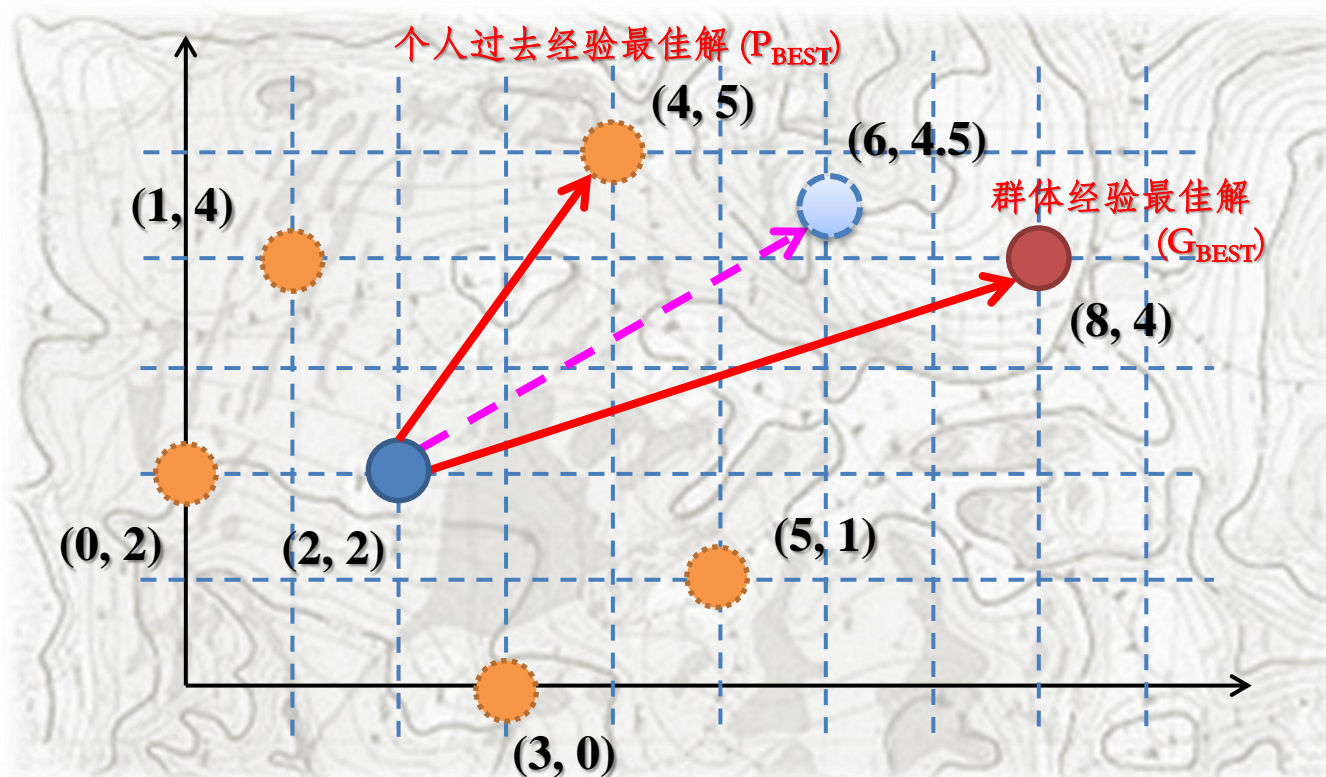 个人过去经验最佳解 (PBEST)
(4, 5)
(6, 4.5)
(1, 4)
群体经验最佳解
(GBEST)
(8, 4)
(0, 2)
(2, 2)
(5, 1)
(3, 0)